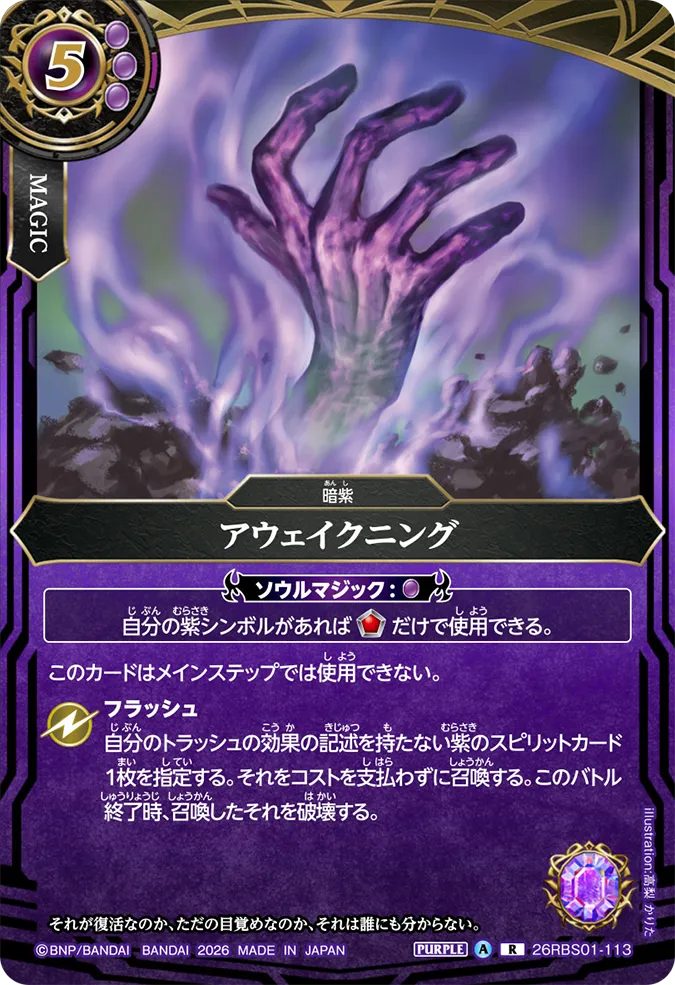 5
MAGIC
暗紫
アウェイクニング
ソウルマジック:
自分の紫シンボルがあれば だけで使用できる。
このカードはメインステップでは使用できない。
フラッシュ
自分のトラッシュの効果の記述を持たない紫のスピリットカード
1枚を指定する。それをコストを支払わずに召喚する。このバトル
終了時、召喚したそれを破壊する。
illustration:高梨 かりた
それが復活なのか、ただの目覚めなのか、それは誰にも分からない。
©BNP/BANDAI BANDAI 2026 MADE IN JAPAN PURPLE A R 26RBS01-113